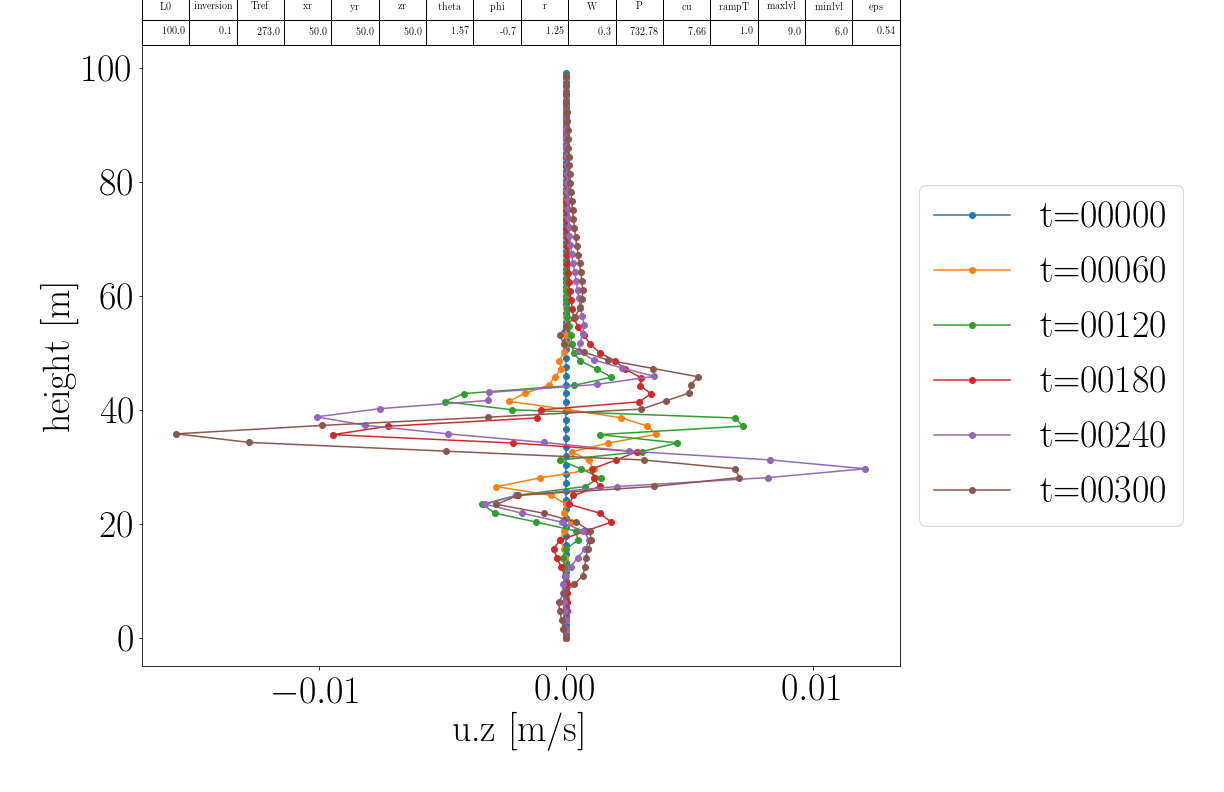 L0 inversion Tref xr yr zr theta phi r W P cu rampT maxlvl minlvl eps
100.0 0.1 273.0 50.0 50.0 50.0 1.57 -0.7 1.25 0.3 732.78 7.66 1.0 9.0 6.0 0.54
100
80
60
40
20
0
height [m]
−0.01 0.00 0.01
u.z [m/s]
t=00000
t=00060
t=00120
t=00180
t=00240
t=00300